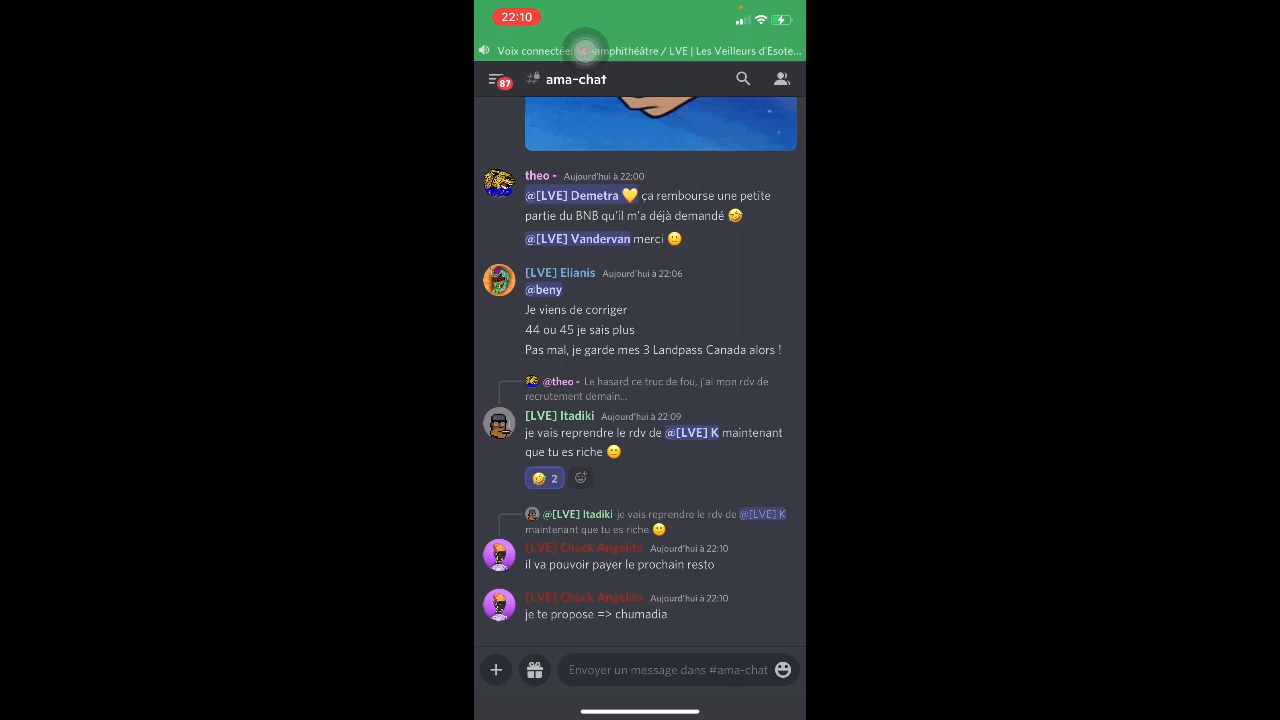 22:10
Voix connectée: -amphithéâtre / LVE | Les Veilleurs d'Esote...
87
ama-chat
theo - Aujourd'hui à 22:00
@[LVE] Demetra 💛 ça rembourse une petite
partie du BNB qu'il m'a déjà demandé 🤣
@[LVE] Vandervan merci 🙂
[LVE] Elianis Aujourd'hui à 22:06
@beny
Je viens de corriger
44 ou 45 je sais plus
Pas mal, je garde mes 3 Landpass Canada alors !
@theo - Le hasard ce truc de fou, j'ai mon rdv de
recrutement demain...
[LVE] Itadiki Aujourd'hui à 22:09
je vais reprendre le rdv de @[LVE] K maintenant
que tu es riche 🙂
🤣 2
@[LVE] Itadiki je vais reprendre le rdv de @[LVE] K
maintenant que tu es riche 🙂
[LVE] Chuck Angelito Aujourd'hui à 22:10
il va pouvoir payer le prochain resto
[LVE] Chuck Angelito Aujourd'hui à 22:10
je te propose => chumadia
Envoyer un message dans #ama-chat